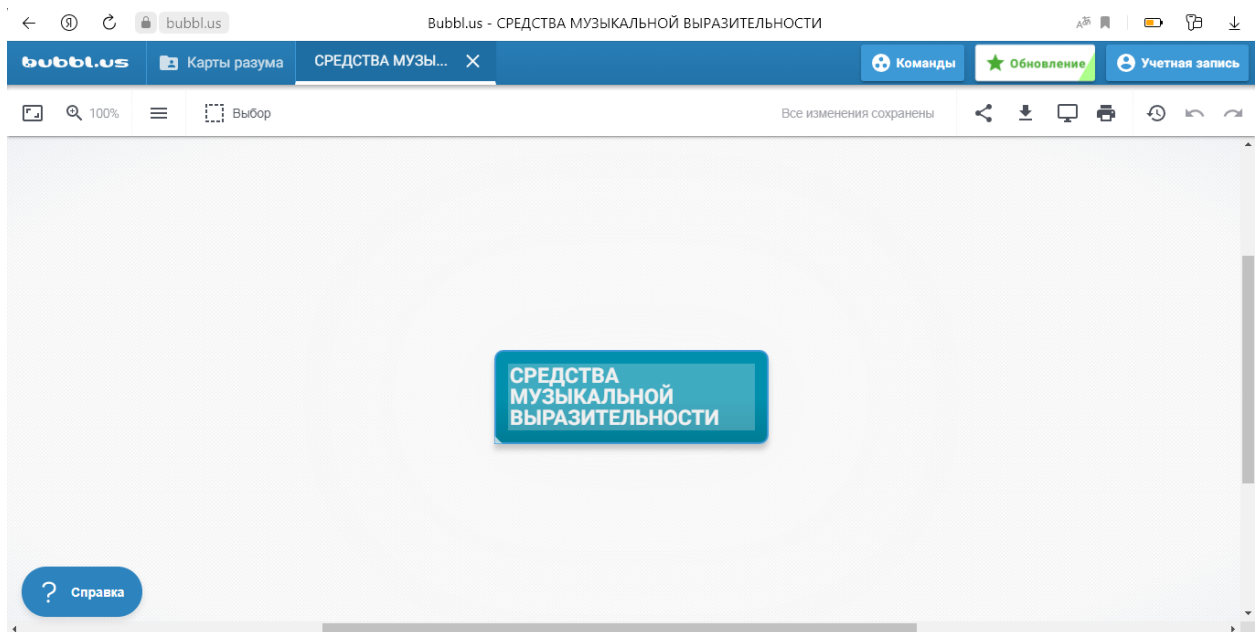 bubbl.us
Bubbl.us - СРЕДСТВА МУЗЫКАЛЬНОЙ ВЫРАЗИТЕЛЬНОСТИ
bubbl.us
Карты разума
СРЕДСТВА МУЗЫ...
Команды
Обновление
Учетная запись
100%
Выбор
Все изменения сохранены
СРЕДСТВА
МУЗЫКАЛЬНОЙ
ВЫРАЗИТЕЛЬНОСТИ
? Справка